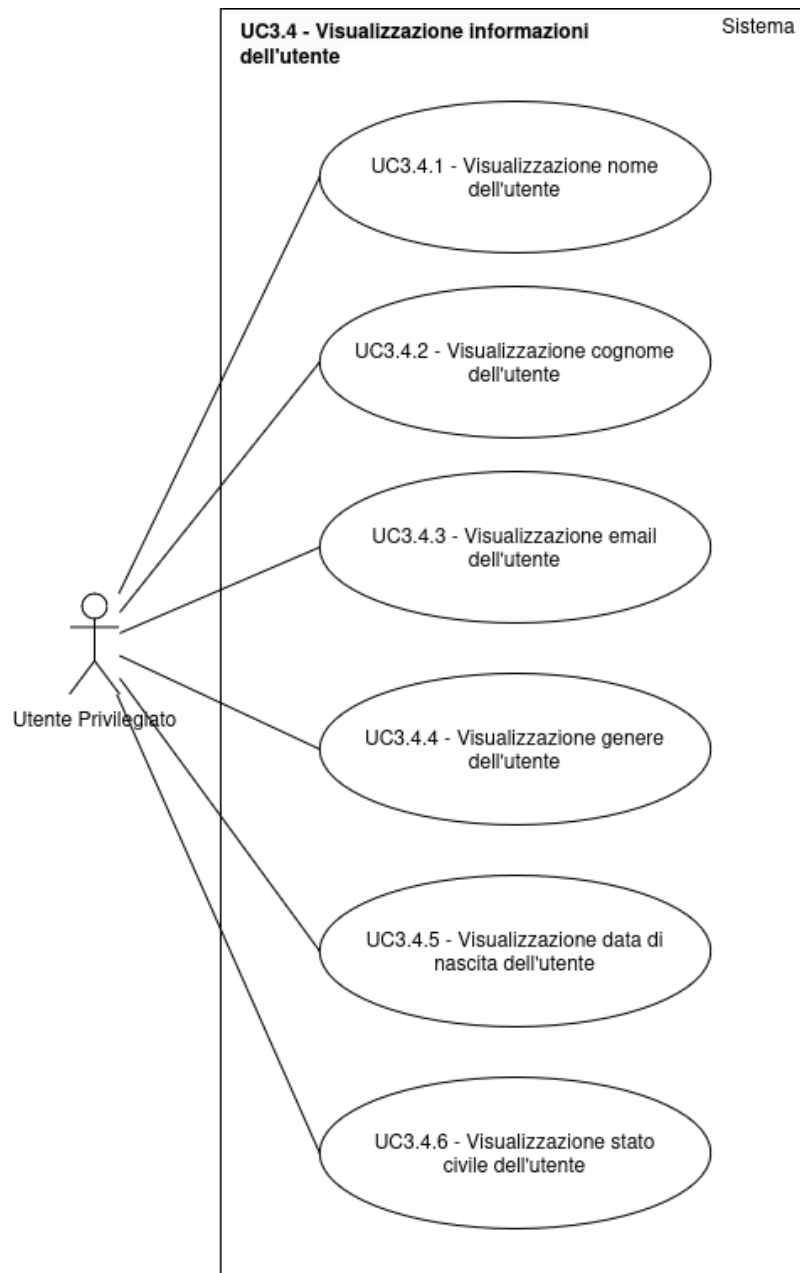 UC3.4 - Visualizzazione informazioni
dell'utente
Sistema
UC3.4.1 - Visualizzazione nome
dell'utente
UC3.4.2 - Visualizzazione cognome
dell'utente
UC3.4.3 - Visualizzazione email
dell'utente
Utente Privilegiato
UC3.4.4 - Visualizzazione genere
dell'utente
UC3.4.5 - Visualizzazione data di
nascita dell'utente
UC3.4.6 - Visualizzazione stato
civile dell'utente